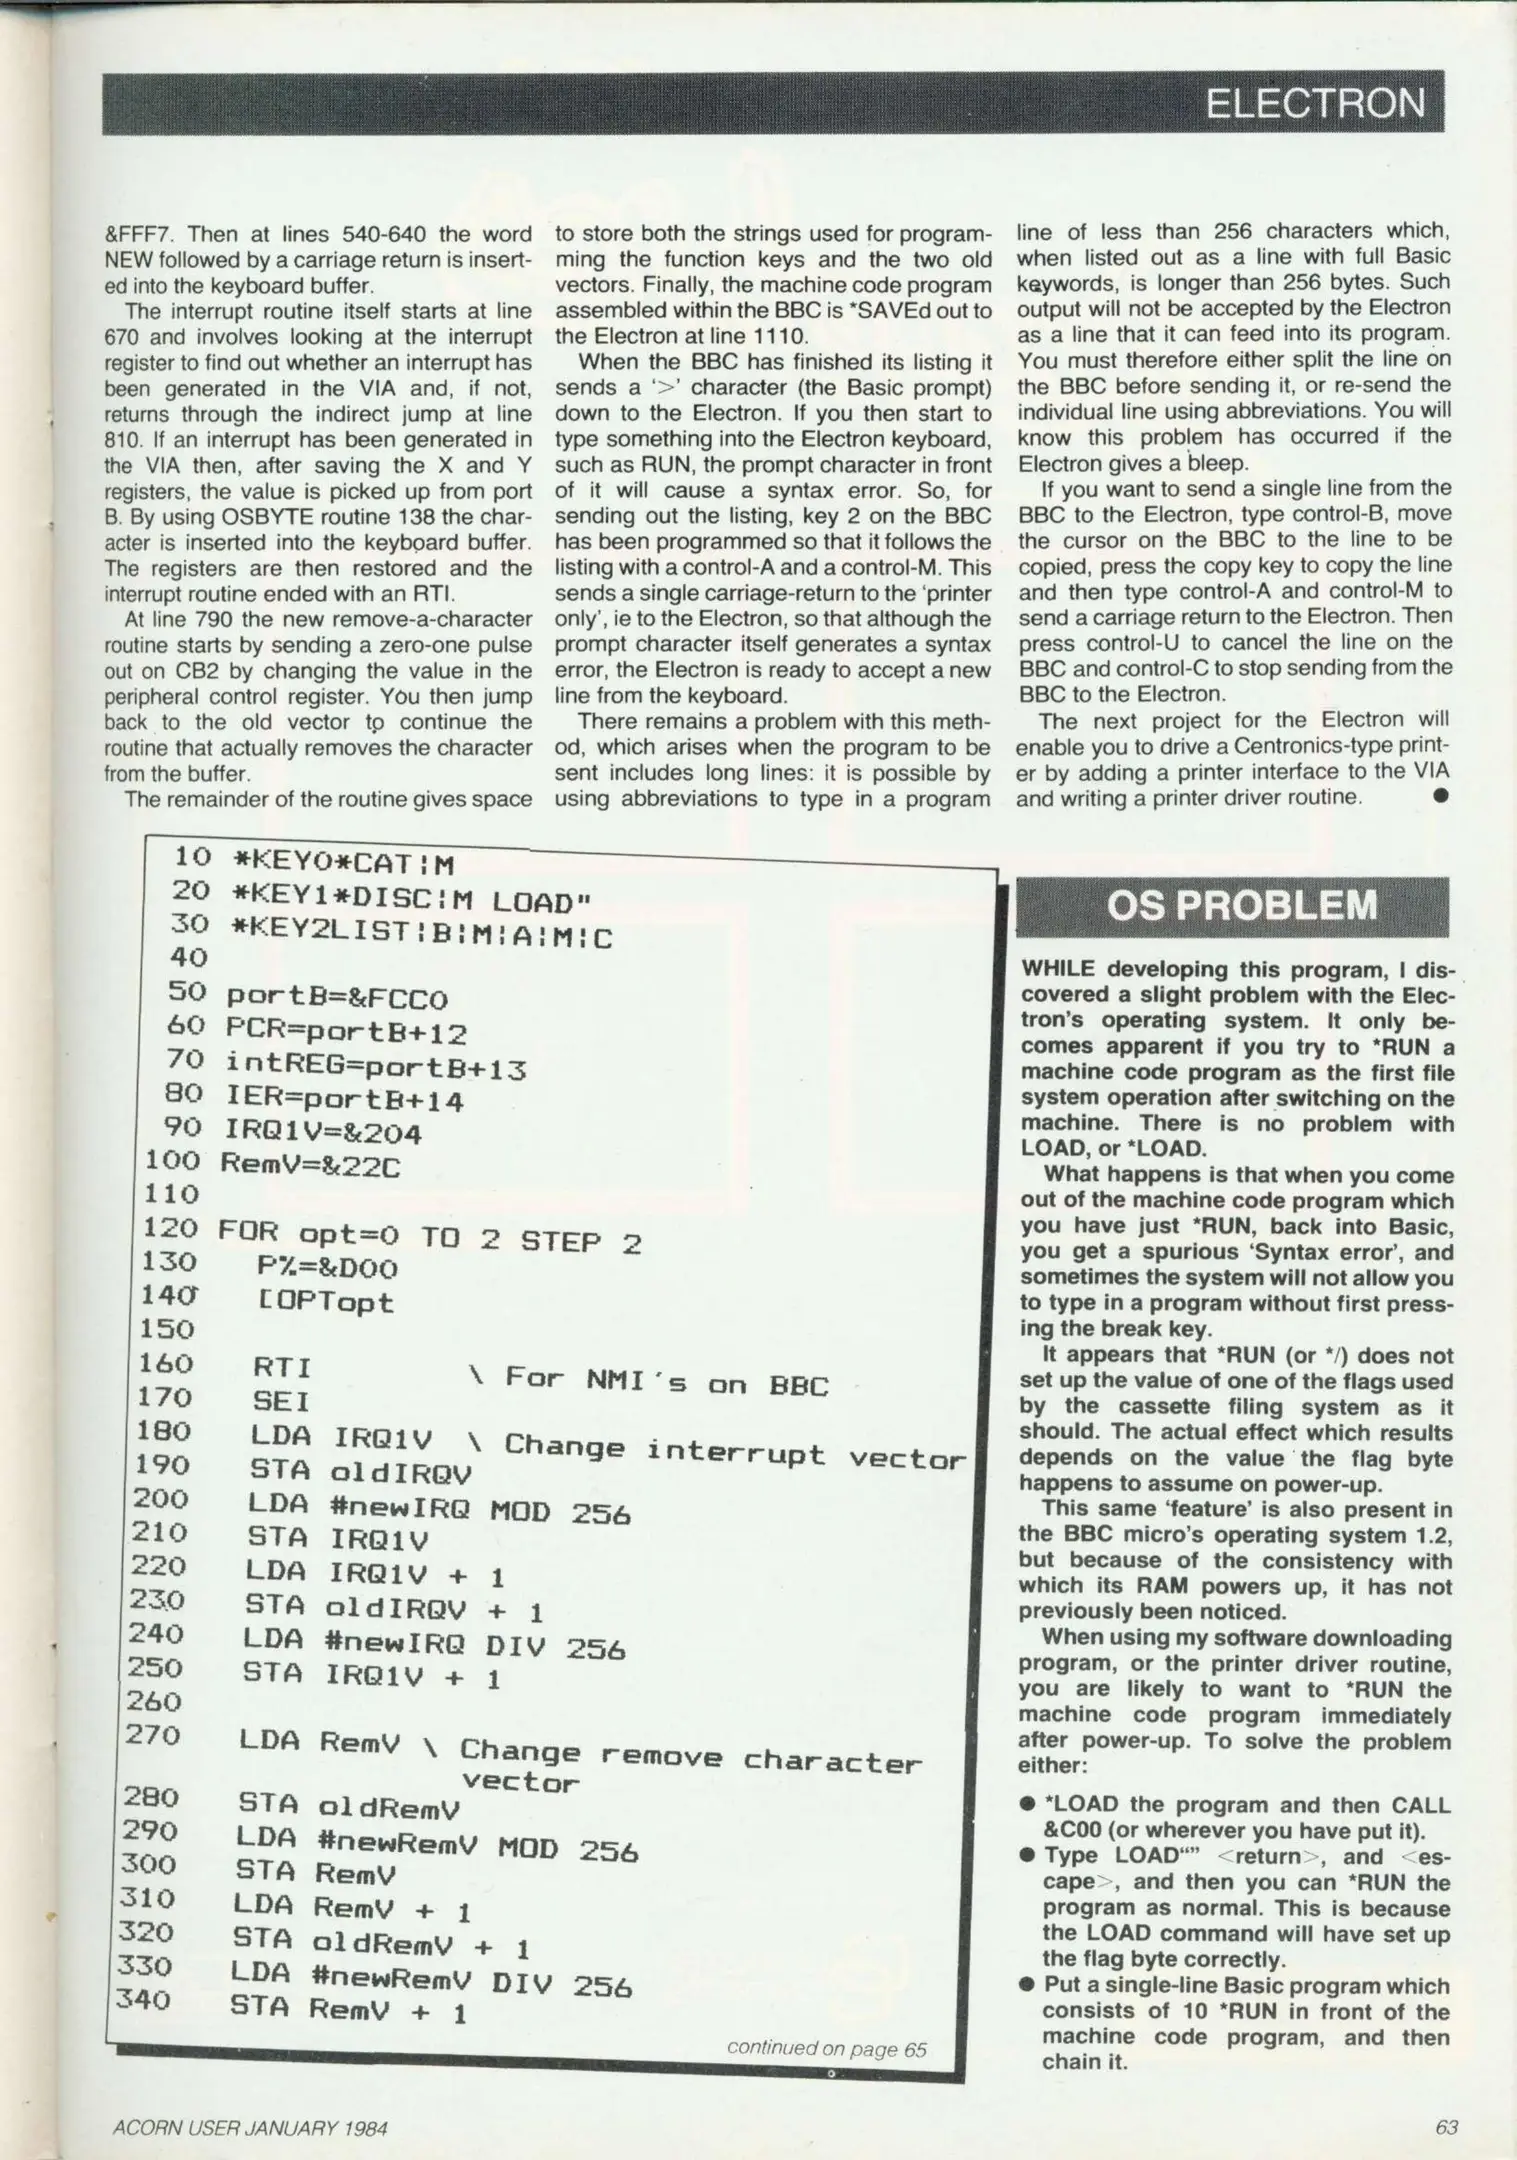 ELECTRON
&FFF7. Then at lines 540-640 the word
NEW followed by a carriage return is insert-
ed into the keyboard buffer.
The interrupt routine itself starts at line
670 and involves looking at the interrupt
register to find out whether an interrupt has
been generated in the VIA and, if not,
returns through the indirect jump at line
810. If an interrupt has been generated in
the VIA then, after saving the X and Y
registers, the value is picked up from port
B. By using OSBYTE routine 138 the char-
acter is inserted into the keyboard buffer.
The registers are then restored and the
interrupt routine ended with an RTI.
At line 790 the new remove-a-character
routine starts by sending a zero-one pulse
out on CB2 by changing the value in the
peripheral control register. You then jump
back to the old vector to continue the
routine that actually removes the character
from the buffer.
The remainder of the routine gives space
to store both the strings used for program-
ming the function keys and the two old
vectors. Finally, the machine code program
assembled within the BBC is *SAVEd out to
the Electron at line 1110.
When the BBC has finished its listing it
sends a '>' character (the Basic prompt)
down to the Electron. If you then start to
type something into the Electron keyboard,
such as RUN, the prompt character in front
of it will cause a syntax error. So, for
sending out the listing, key 2 on the BBC
has been programmed so that it follows the
listing with a control-A and a control-M. This
sends a single carriage-return to the 'printer
only', ie to the Electron, so that although the
prompt character itself generates a syntax
error, the Electron is ready to accept a new
line from the keyboard.
There remains a problem with this meth-
od, which arises when the program to be
sent includes long lines: it is possible by
using abbreviations to type in a program
line of less than 256 characters which,
when listed out as a line with full Basic
keywords, is longer than 256 bytes. Such
output will not be accepted by the Electron
as a line that it can feed into its program.
You must therefore either split the line on
the BBC before sending it, or re-send the
individual line using abbreviations. You will
know this problem has occurred if the
Electron gives a bleep.
If you want to send a single line from the
BBC to the Electron, type control-B, move
the cursor on the BBC to the line to be
copied, press the copy key to copy the line
and then type control-A and control-M to
send a carriage return to the Electron. Then
press control-U to cancel the line on the
BBC and control-C to stop sending from the
BBC to the Electron.
The next project for the Electron will
enable you to drive a Centronics-type print-
er by adding a printer interface to the VIA
and writing a printer driver routine. ●
10 *KEY0*CAT¦M
20 *KEY1*DISC¦M LOAD"
30 *KEY2LIST¦B¦M¦A¦M¦C
40
50 portB=&FCC0
60 PCR=portB+12
70 intREG=portB+13
80 IER=portB+14
90 IRQ1V=&204
100 RemV=&22C
110
120 FOR opt=0 TO 2 STEP 2
130 P%=&D00
140 [OPTopt
150
160 RTI \ For NMI's on BBC
170 SEI
180 LDA IRQ1V \ Change interrupt vector
190 STA oldIRQV
200 LDA #newIRQ MOD 256
210 STA IRQ1V
220 LDA IRQ1V + 1
230 STA oldIRQV + 1
240 LDA #newIRQ DIV 256
250 STA IRQ1V + 1
260
270 LDA RemV \ Change remove character
vector
280 STA oldRemV
290 LDA #newRemV MOD 256
300 STA RemV
310 LDA RemV + 1
320 STA oldRemV + 1
330 LDA #newRemV DIV 256
340 STA RemV + 1
continued on page 65
OS PROBLEM
WHILE developing this program, I dis-
covered a slight problem with the Elec-
tron's operating system. It only be-
comes apparent if you try to *RUN a
machine code program as the first file
system operation after switching on the
machine. There is no problem with
LOAD, or *LOAD.
What happens is that when you come
out of the machine code program which
you have just *RUN, back into Basic,
you get a spurious 'Syntax error', and
sometimes the system will not allow you
to type in a program without first press-
ing the break key.
It appears that *RUN (or */) does not
set up the value of one of the flags used
by the cassette filing system as it
should. The actual effect which results
depends on the value the flag byte
happens to assume on power-up.
This same 'feature' is also present in
the BBC micro's operating system 1.2,
but because of the consistency with
which its RAM powers up, it has not
previously been noticed.
When using my software downloading
program, or the printer driver routine,
you are likely to want to *RUN the
machine code program immediately
after power-up. To solve the problem
either:
● *LOAD the program and then CALL
&C00 (or wherever you have put it).
● Type LOAD“” <return>, and <es-
cape>, and then you can *RUN the
program as normal. This is because
the LOAD command will have set up
the flag byte correctly.
● Put a single-line Basic program which
consists of 10 *RUN in front of the
machine code program, and then
chain it.
ACORN USER JANUARY 1984
63